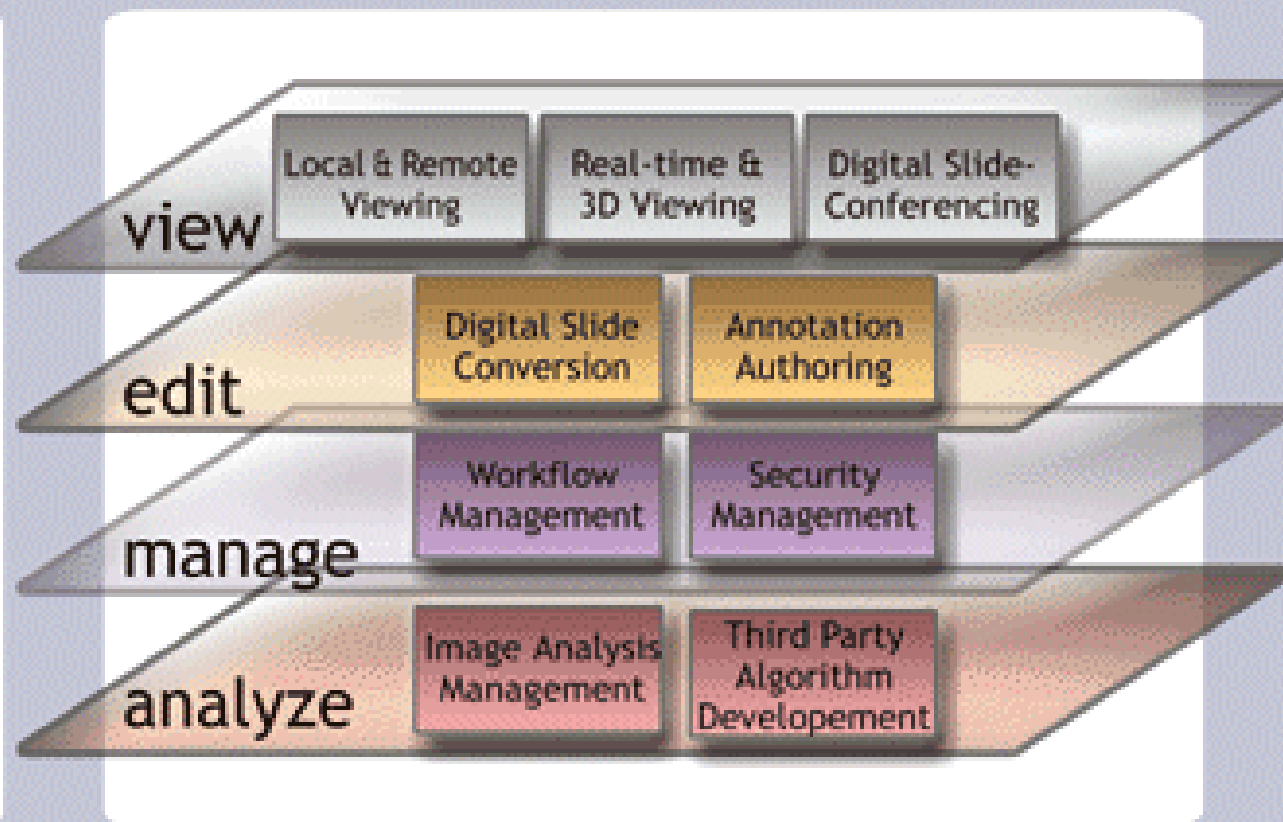 view
Local & Remote
Viewing
Real-time &
3D Viewing
Digital Slide-
Conferencing
edit
Digital Slide
Conversion
Annotation
Authoring
manage
Workflow
Management
Security
Management
analyze
Image Analysis
Management
Third Party
Algorithm
Developement